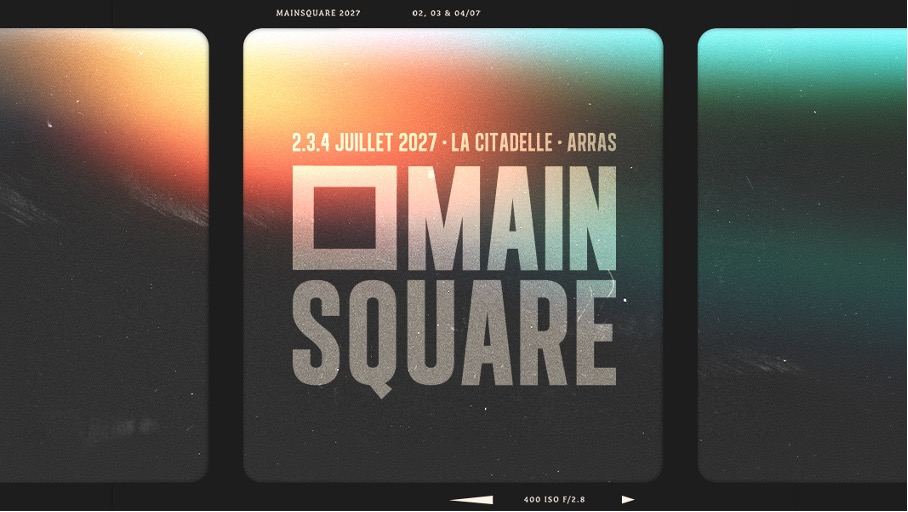 MAINSQUARE 2027 02, 03 & 04/07
2.3.4 JUILLET 2027 · LA CITADELLE · ARRAS
MAIN
SQUARE
400 ISO F/2.8